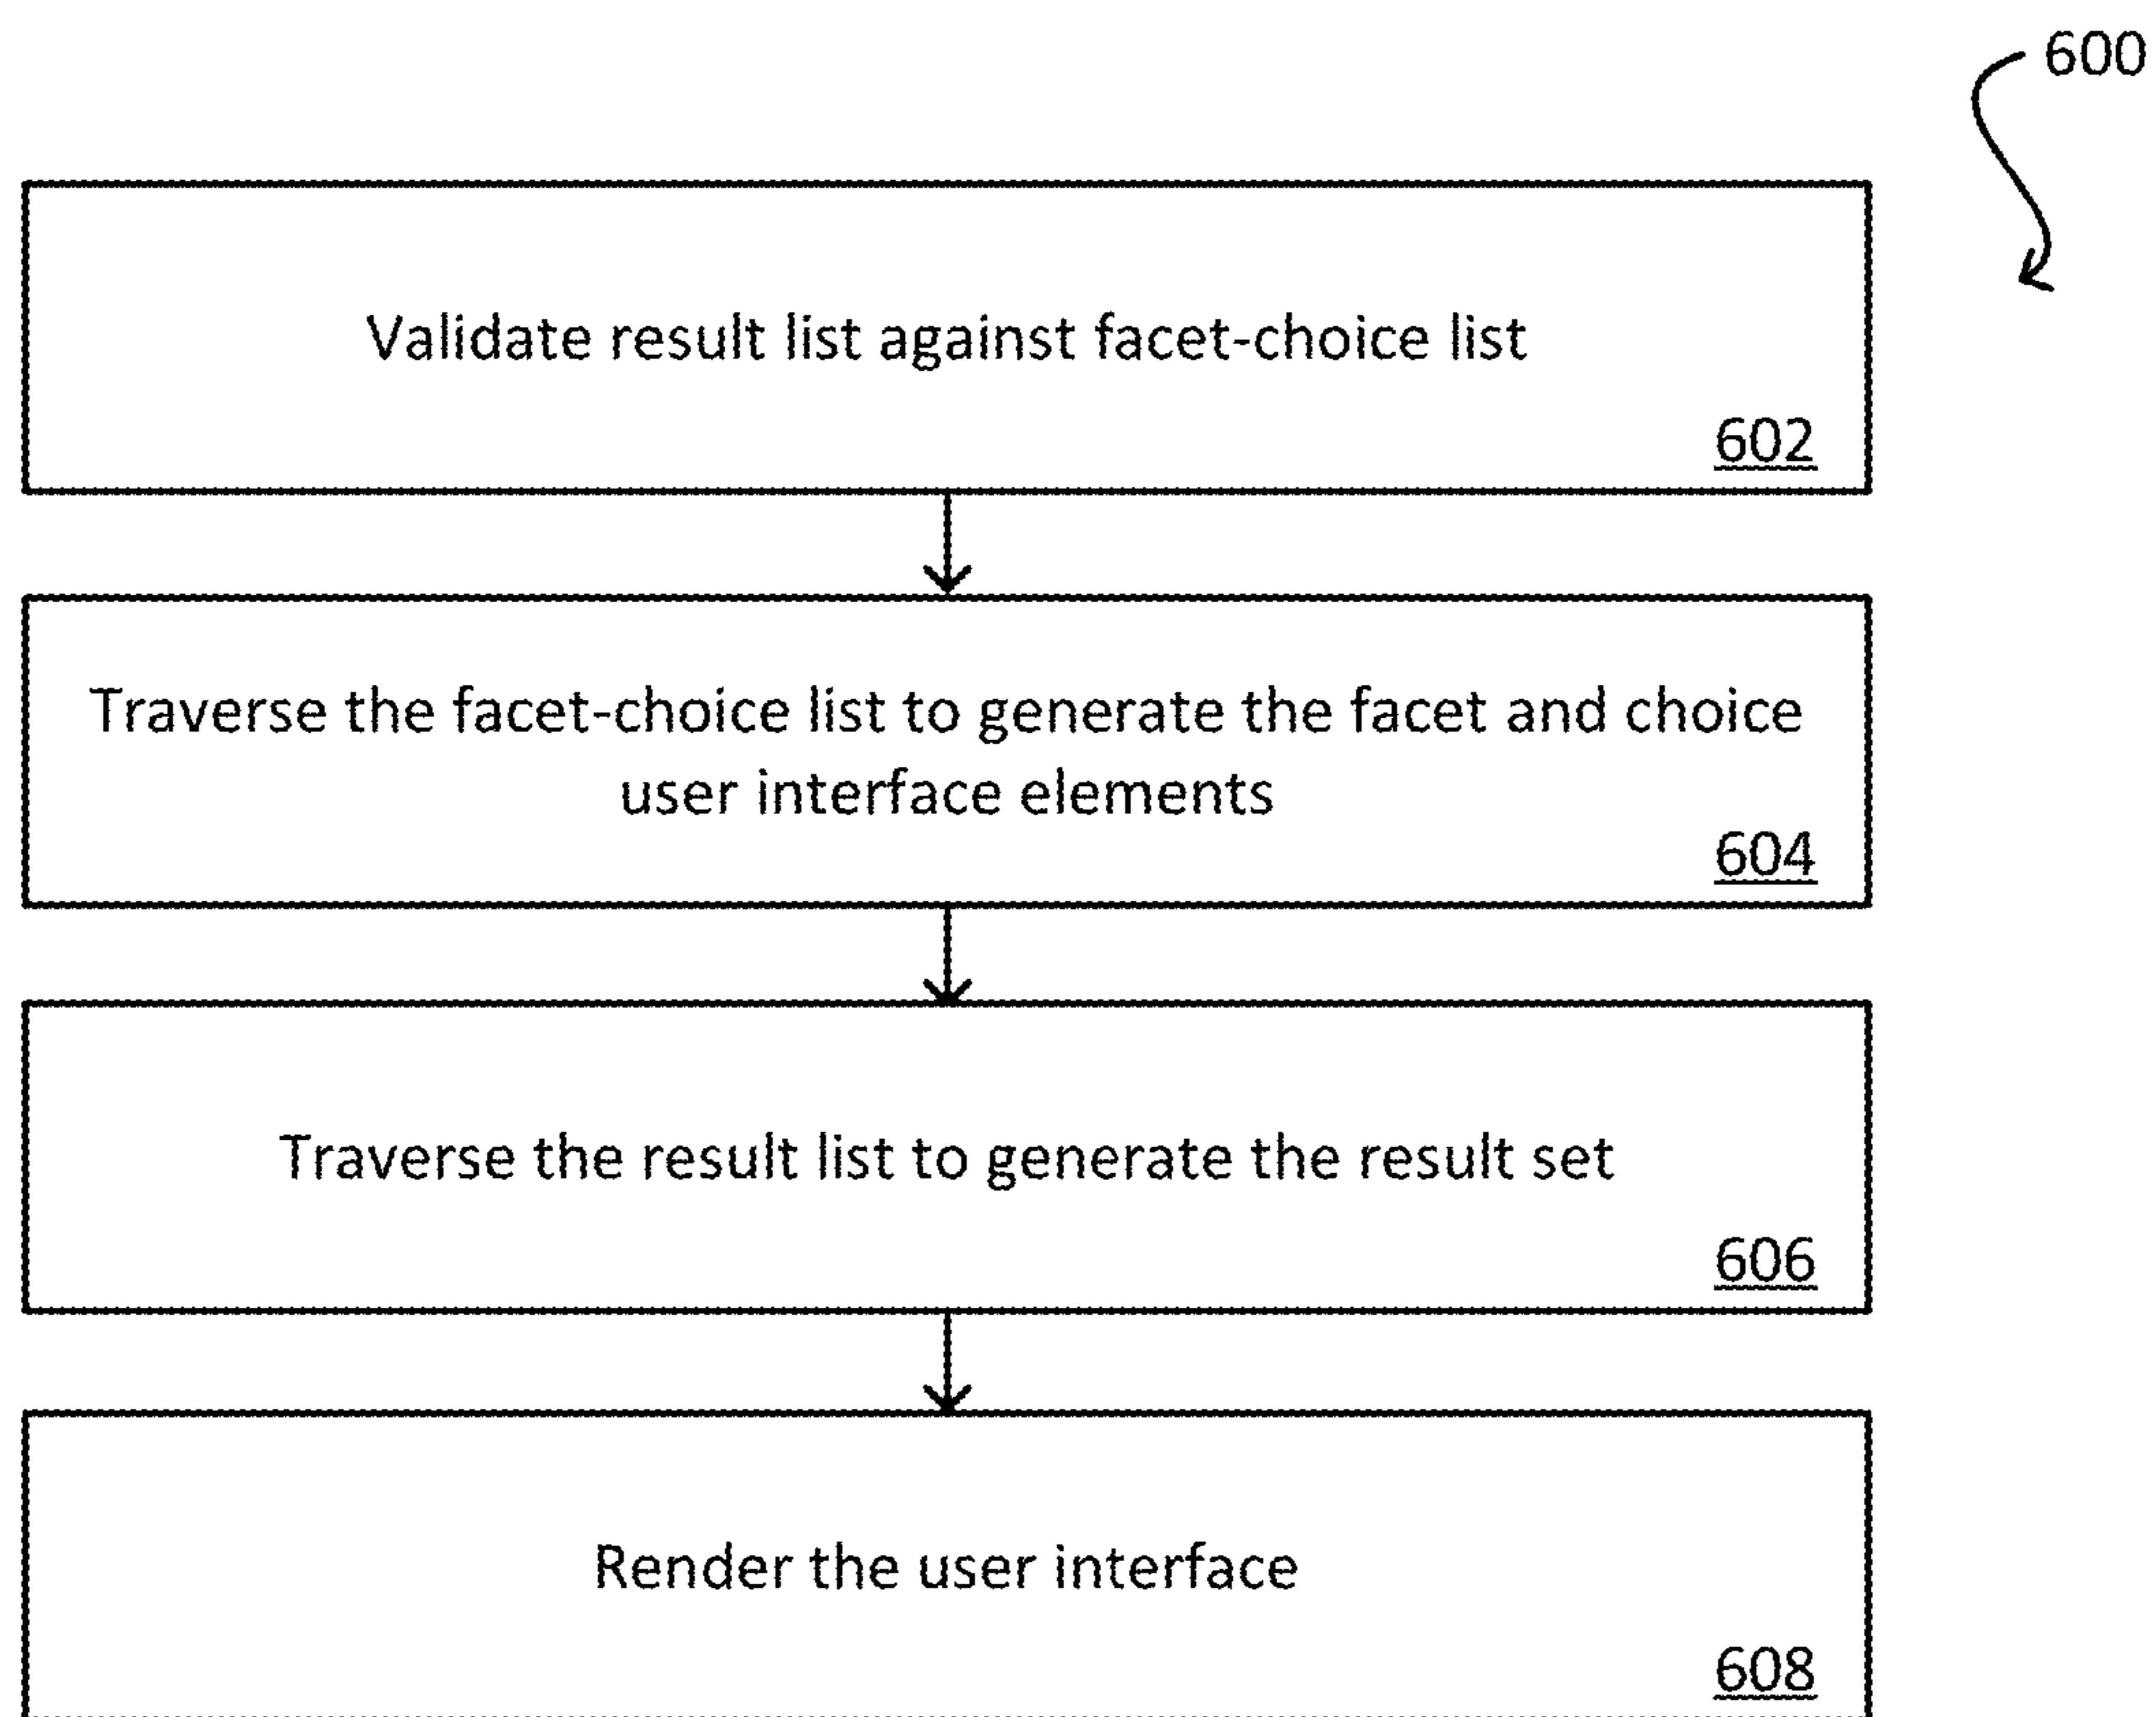 600
Validate result list against facet-choice list
602
Traverse the facet-choice list to generate the facet and choice
user interface elements
604
Traverse the result list to generate the result set
606
Render the user interface
608